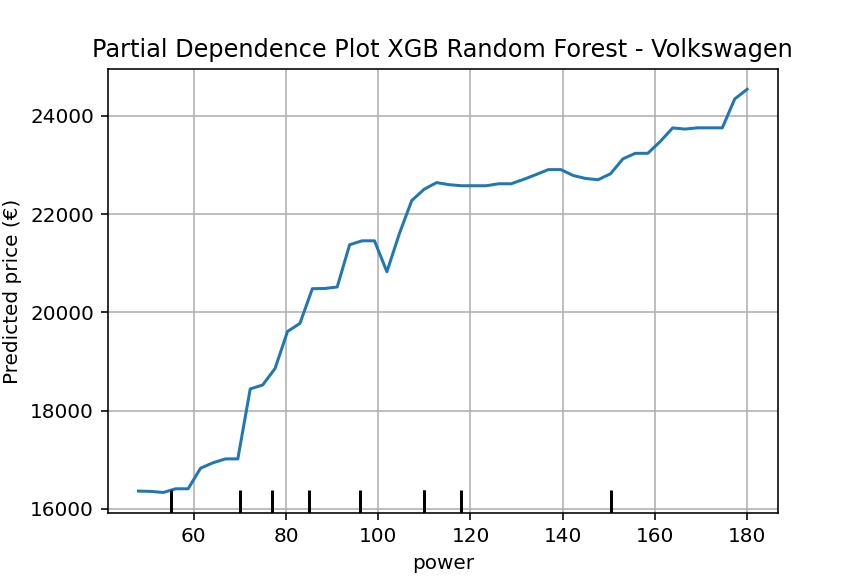 Partial Dependence Plot XGB Random Forest - Volkswagen
Predicted price (€)
24000
22000
20000
18000
16000
60 80 100 120 140 160 180
power